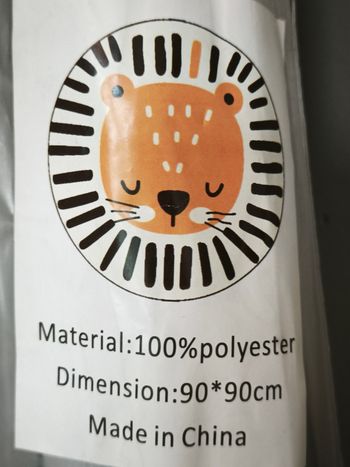 Material:100%polyester
Dimension:90*90cm
Made in China